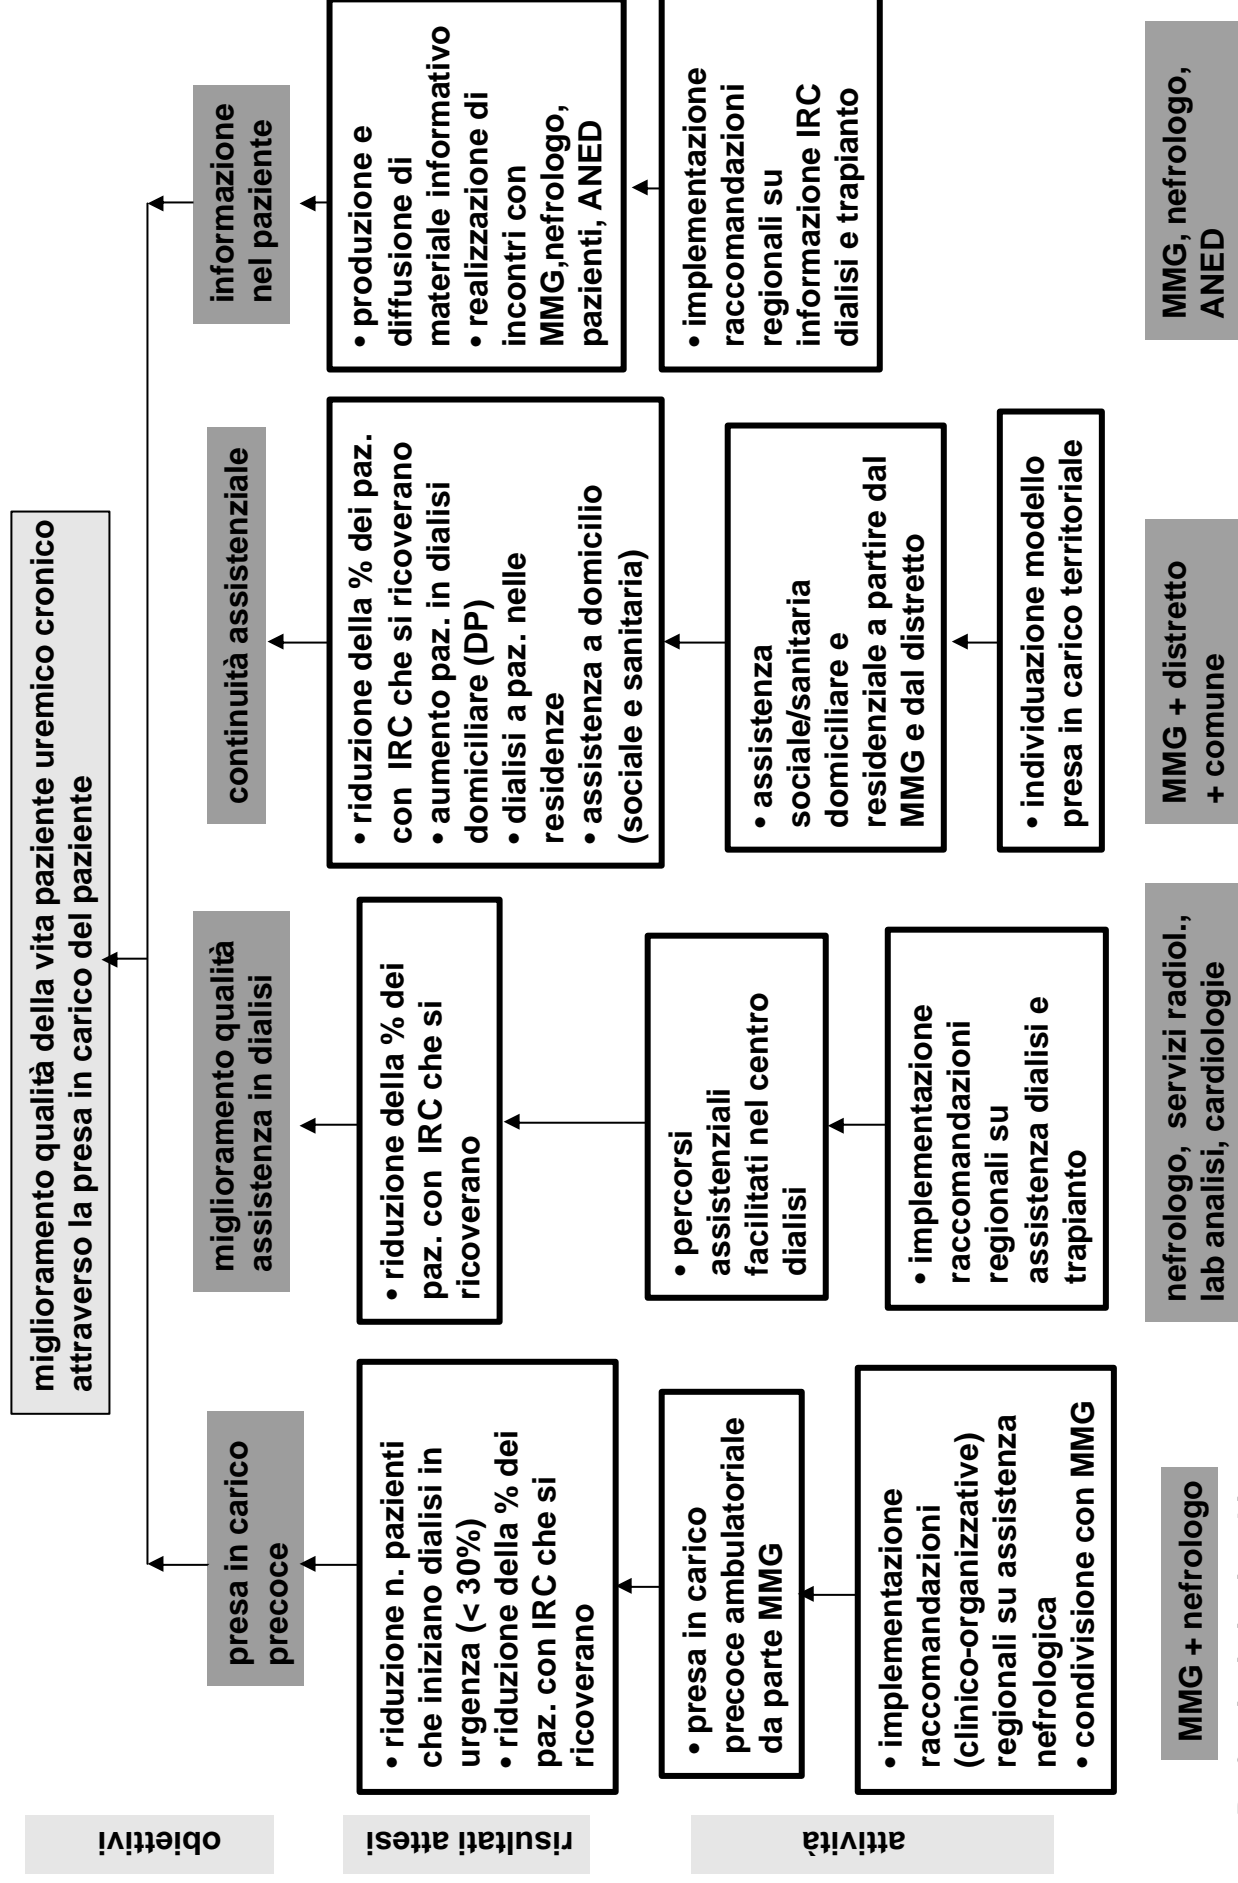 miglioramento qualità della vita paziente uremico cronico
attraverso la presa in carico del paziente
obiettivi
presa in carico
precoce
miglioramento qualità
assistenza in dialisi
continuità assistenziale
informazione
nel paziente
risultati attesi
• riduzione n. pazienti
che iniziano dialisi in
urgenza (< 30%)
• riduzione della % dei
paz. con IRC che si
ricoverano
• riduzione della % dei
paz. con IRC che si
ricoverano
• riduzione della % dei paz.
con IRC che si ricoverano
• aumento paz. in dialisi
domiciliare (DP)
• dialisi a paz. nelle
residenze
• assistenza a domicilio
(sociale e sanitaria)
• produzione e
diffusione di
materiale informativo
• realizzazione di
incontri con
MMG,nefrologo,
pazienti, ANED
attività
• presa in carico
precoce ambulatoriale
da parte MMG
• percorsi
assistenziali
facilitati nel centro
dialisi
• assistenza
sociale/sanitaria
domiciliare e
residenziale a partire dal
MMG e dal distretto
• implementazione
raccomandazioni
regionali su
informazione IRC
dialisi e trapianto
• implementazione
raccomandazioni
(clinico-organizzative)
regionali su assistenza
nefrologica
• condivisione con MMG
• implementazione
raccomandazioni
regionali su
assistenza dialisi e
trapianto
• individuazione modello
presa in carico territoriale
MMG + nefrologo
nefrologo, servizi radiol.,
lab analisi, cardiologie
MMG + distretto
+ comune
MMG, nefrologo,
ANED